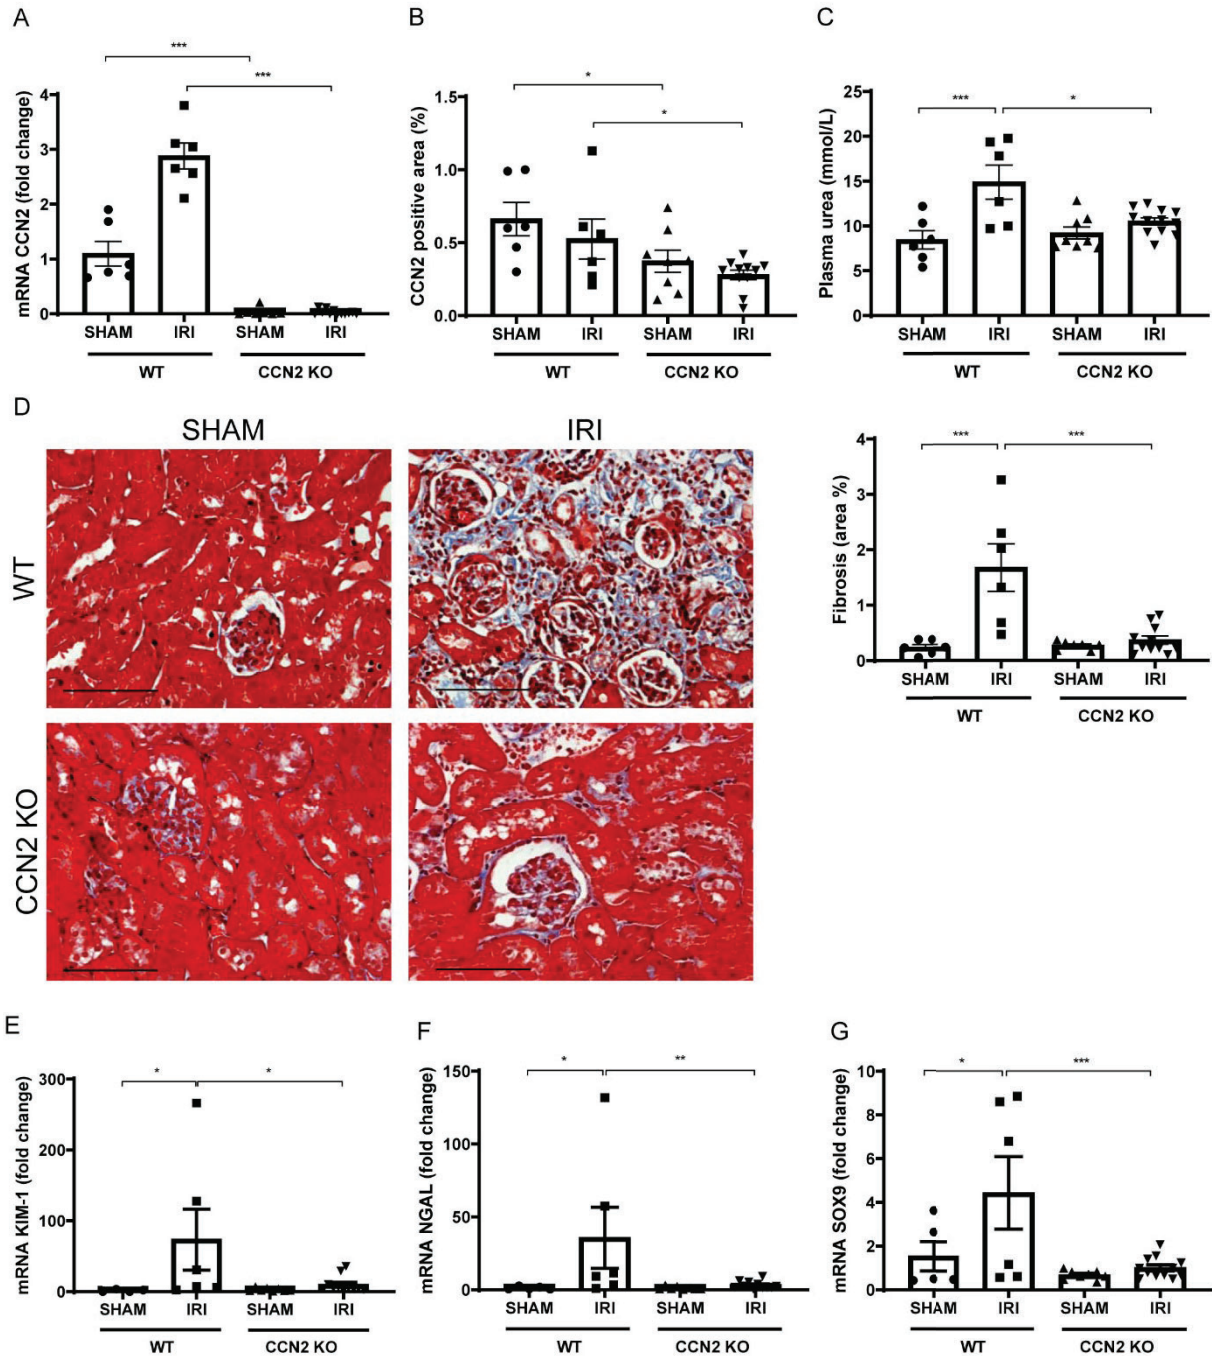 A
***
***
mRNA CCN2 (fold change)
4
3
2
1
0
SHAM IRI SHAM IRI
WT CCN2 KO
B
*
*
CCN2 positive area (%)
1.5
1.0
0.5
0.0
SHAM IRI SHAM IRI
WT CCN2 KO
C
*** *
Plasma urea (mmol/L)
25
20
15
10
5
0
SHAM IRI SHAM IRI
WT CCN2 KO
D
SHAM IRI
WT
CCN2 KO
*** ***
Fibrosis (area %)
4
3
2
1
0
SHAM IRI SHAM IRI
WT CCN2 KO
E
* *
mRNA KIM-1 (fold change)
300
200
100
0
SHAM IRI SHAM IRI
WT CCN2 KO
F
* **
mRNA NGAL (fold change)
150
100
50
0
SHAM IRI SHAM IRI
WT CCN2 KO
G
* ***
mRNA SOX9 (fold change)
10
8
6
4
2
0
SHAM IRI SHAM IRI
WT CCN2 KO